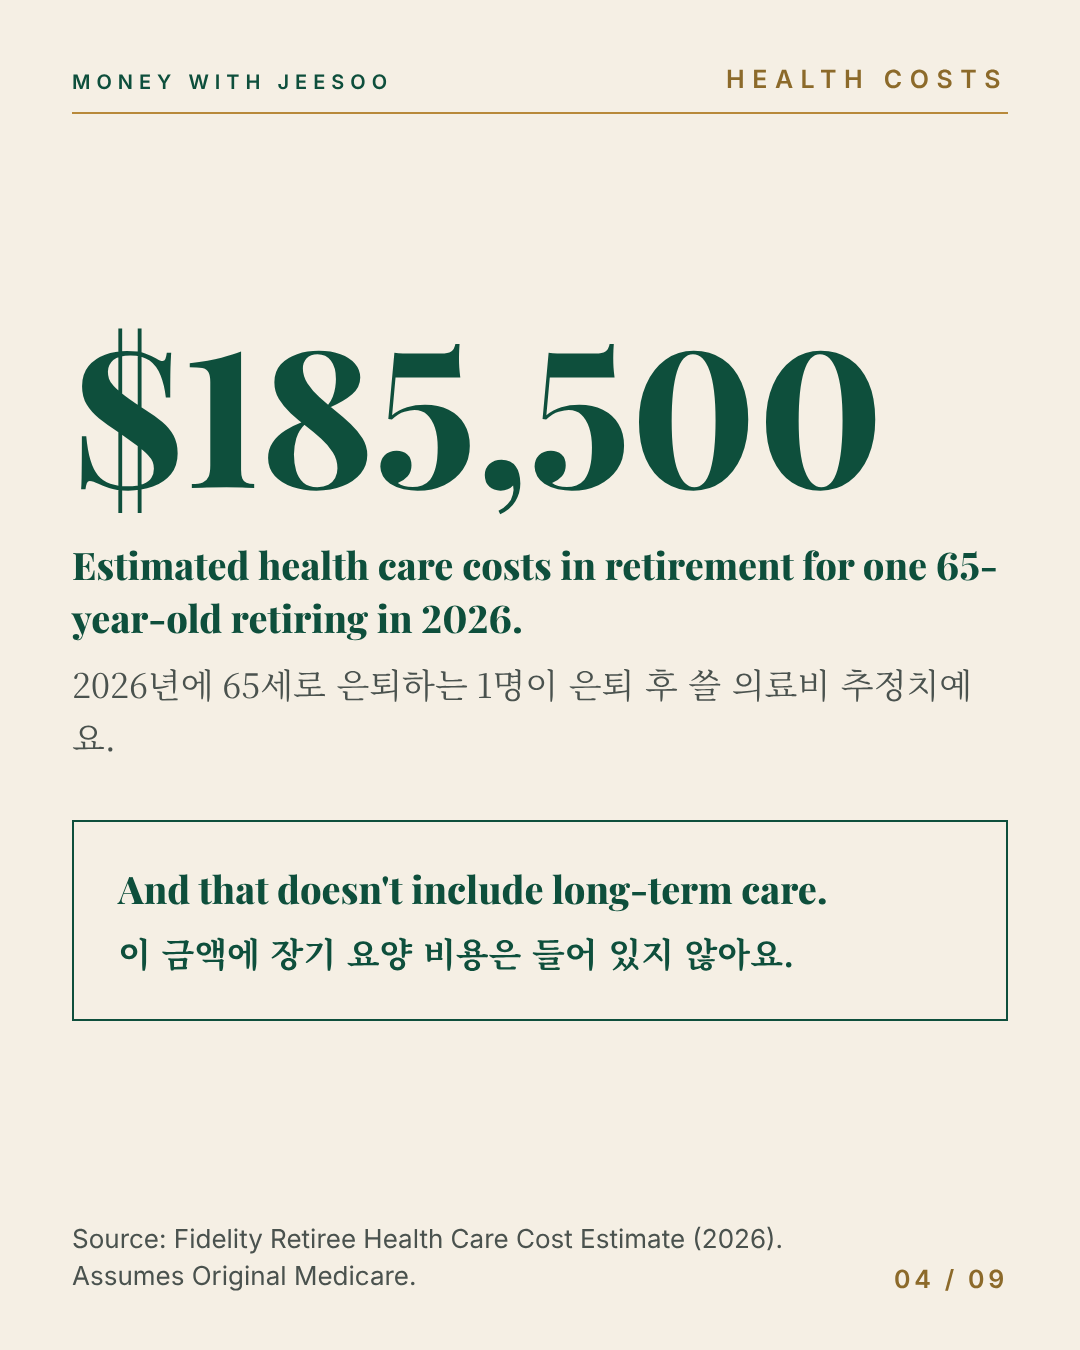 MONEY WITH JEESOO
HEALTH COSTS
$185,500
Estimated health care costs in retirement for one 65-
year-old retiring in 2026.
2026년에 65세로 은퇴하는 1명이 은퇴 후 쓸 의료비 추정치예
요.
And that doesn't include long-term care.
이 금액에 장기 요양 비용은 들어 있지 않아요.
Source: Fidelity Retiree Health Care Cost Estimate (2026).
Assumes Original Medicare.
04 / 09